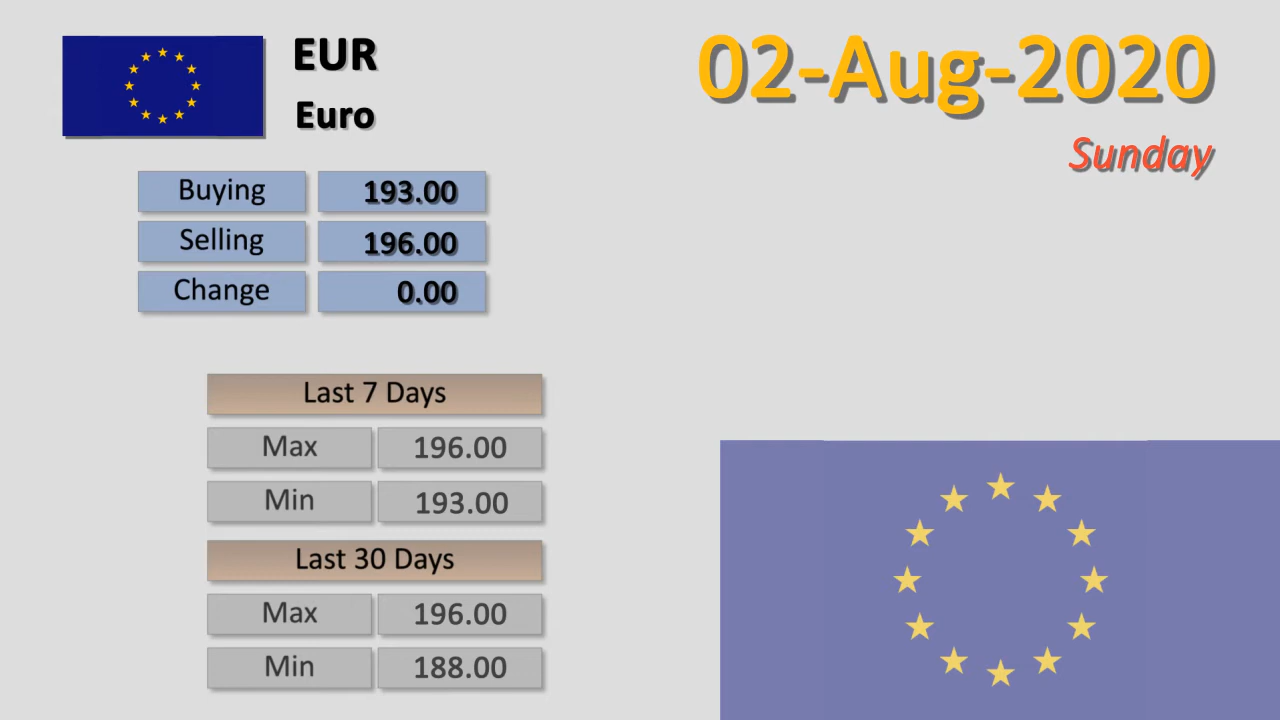 EUR
Euro
02-Aug-2020
Sunday
Buying 193.00
Selling 196.00
Change 0.00
Last 7 Days
Max 196.00
Min 193.00
Last 30 Days
Max 196.00
Min 188.00